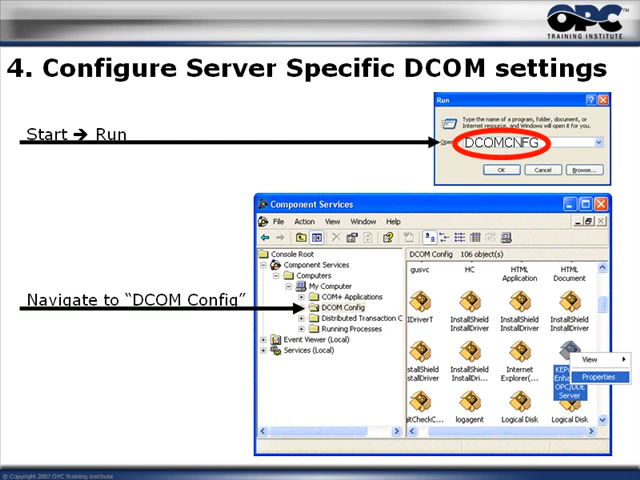 OPC™
TRAINING INSTITUTE
4. Configure Server Specific DCOM settings
Start ➔ Run
Run
Type the name of a program, folder, document, or
Internet resource, and Windows will open it for you.
Open:
DCOMCNFG
OK
Cancel
Browse...
Navigate to “DCOM Config”
Component Services
File Action View Window Help
Console Root
Component Services
Computers
My Computer
COM+ Applications
DCOM Config
Distributed Transaction C
Running Processes
Event Viewer (Local)
Services (Local)
DCOM Config 106 object(s)
gusvc HC HTML HTML
Application Document
IDriverT InstallShield InstallShield InstallShield
InstallDriver InstallDriver InstallDriver
stallShield InstallShield Internet
stallDriver InstallDri... Explorer(...
OPC/DDE
Server
View
Properties
jitCheckC... logagent Logical Disk Logical Disk
© Copyright 2007 OPC Training Institute